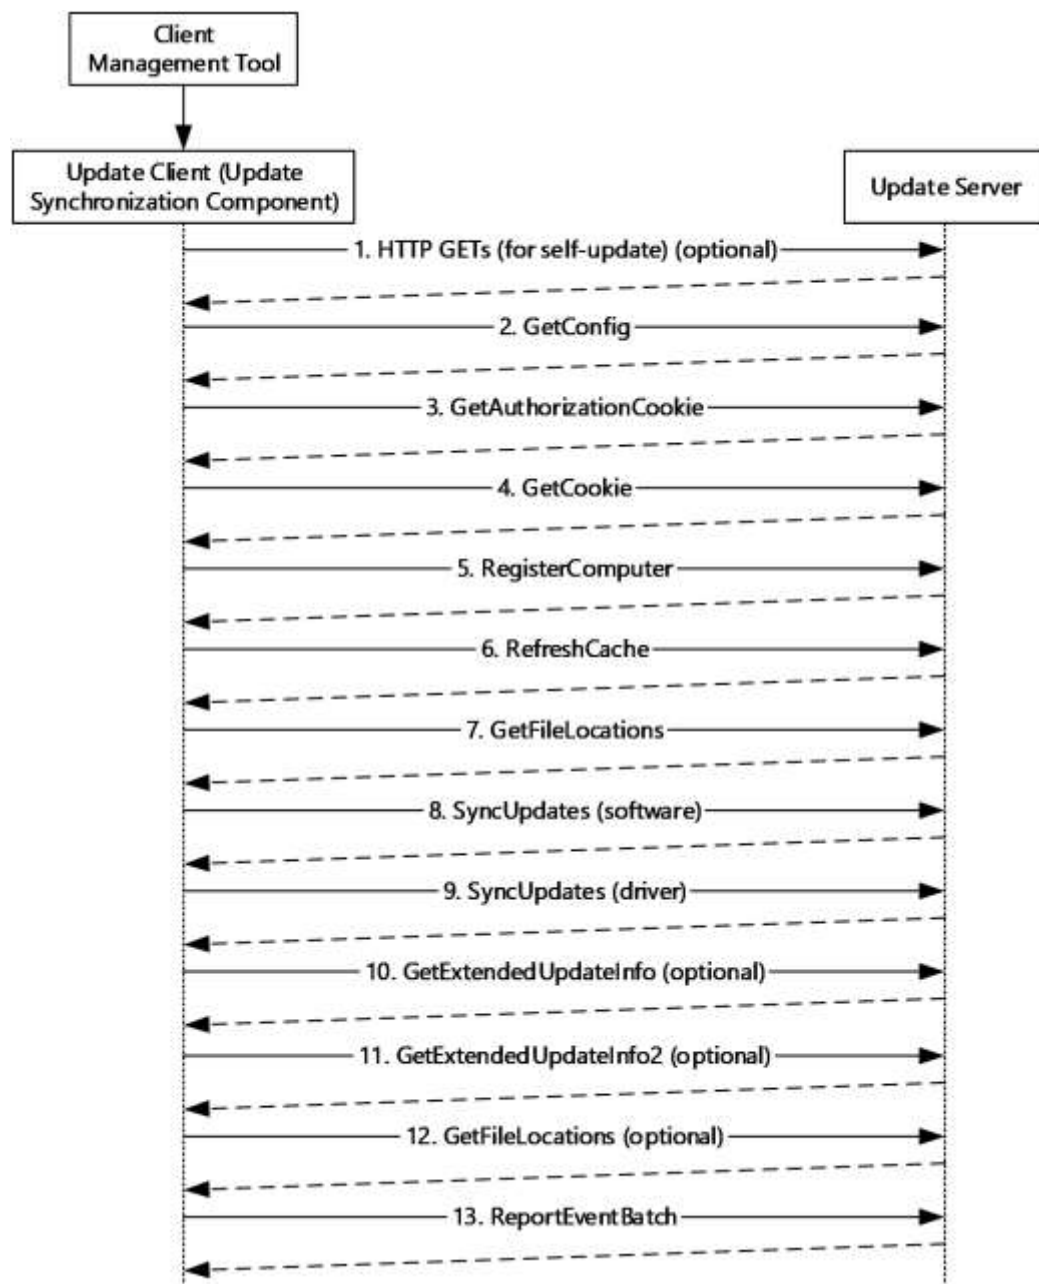 Client
Management Tool
Update Client (Update
Synchronization Component)
Update Server
1. HTTP GETs (for self-update) (optional)
2. GetConfig
3. GetAuthorizationCookie
4. GetCookie
5. RegisterComputer
6. RefreshCache
7. GetFileLocations
8. SyncUpdates (software)
9. SyncUpdates (driver)
10. GetExtendedUpdateInfo (optional)
11. GetExtendedUpdateInfo2 (optional)
12. GetFileLocations (optional)
13. ReportEventBatch